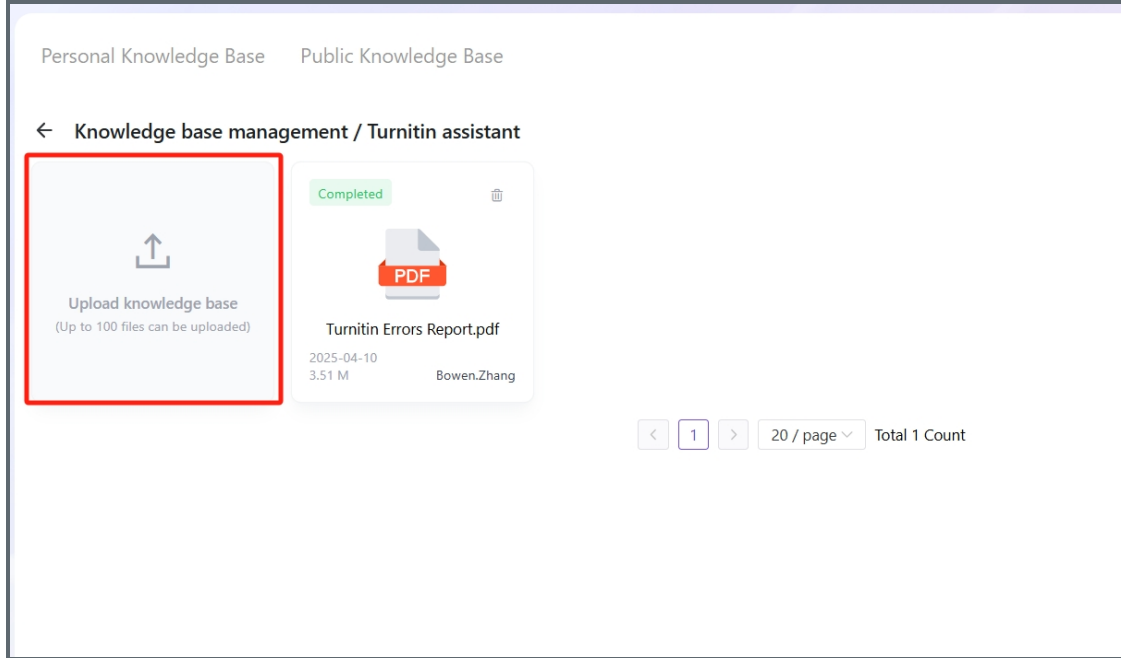 Personal Knowledge Base Public Knowledge Base
Knowledge base management / Turnitin assistant
Upload knowledge base
(Up to 100 files can be uploaded)
Completed
PDF
Turnitin Errors Report.pdf
2025-04-10
3.51 M Bowen.Zhang
1 20 / page Total 1 Count